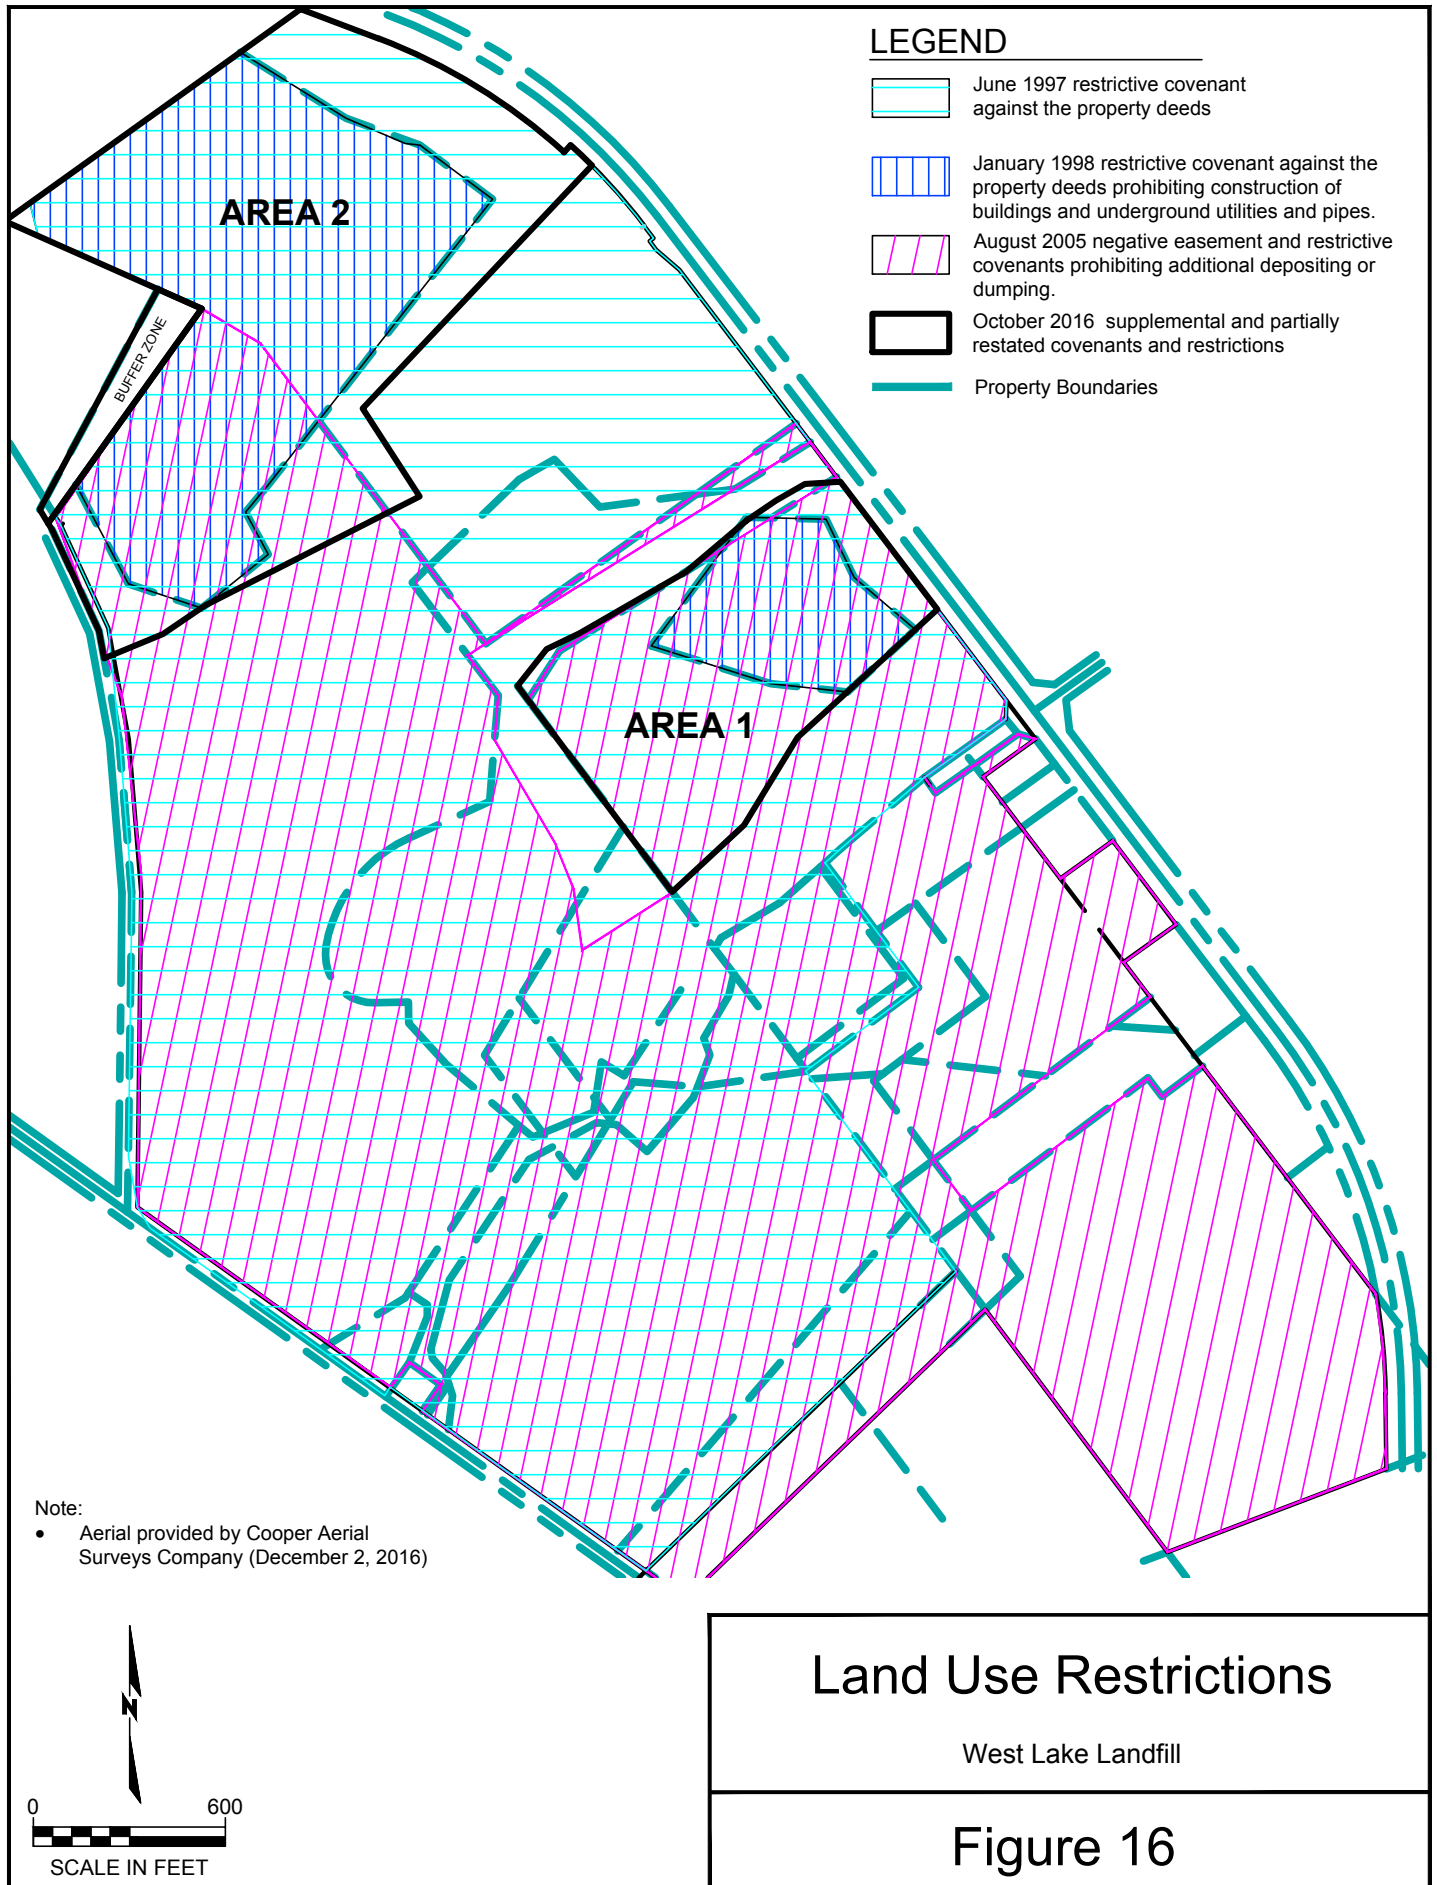 LEGEND
June 1997 restrictive covenant
against the property deeds
January 1998 restrictive covenant against the
property deeds prohibiting construction of
buildings and underground utilities and pipes.
August 2005 negative easement and restrictive
covenants prohibiting additional depositing or
dumping.
October 2016 supplemental and partially
restated covenants and restrictions
Property Boundaries
AREA 2
BUFFER ZONE
AREA 1
Note:
• Aerial provided by Cooper Aerial
Surveys Company (December 2, 2016)
N
0 600
SCALE IN FEET
Land Use Restrictions
West Lake Landfill
Figure 16